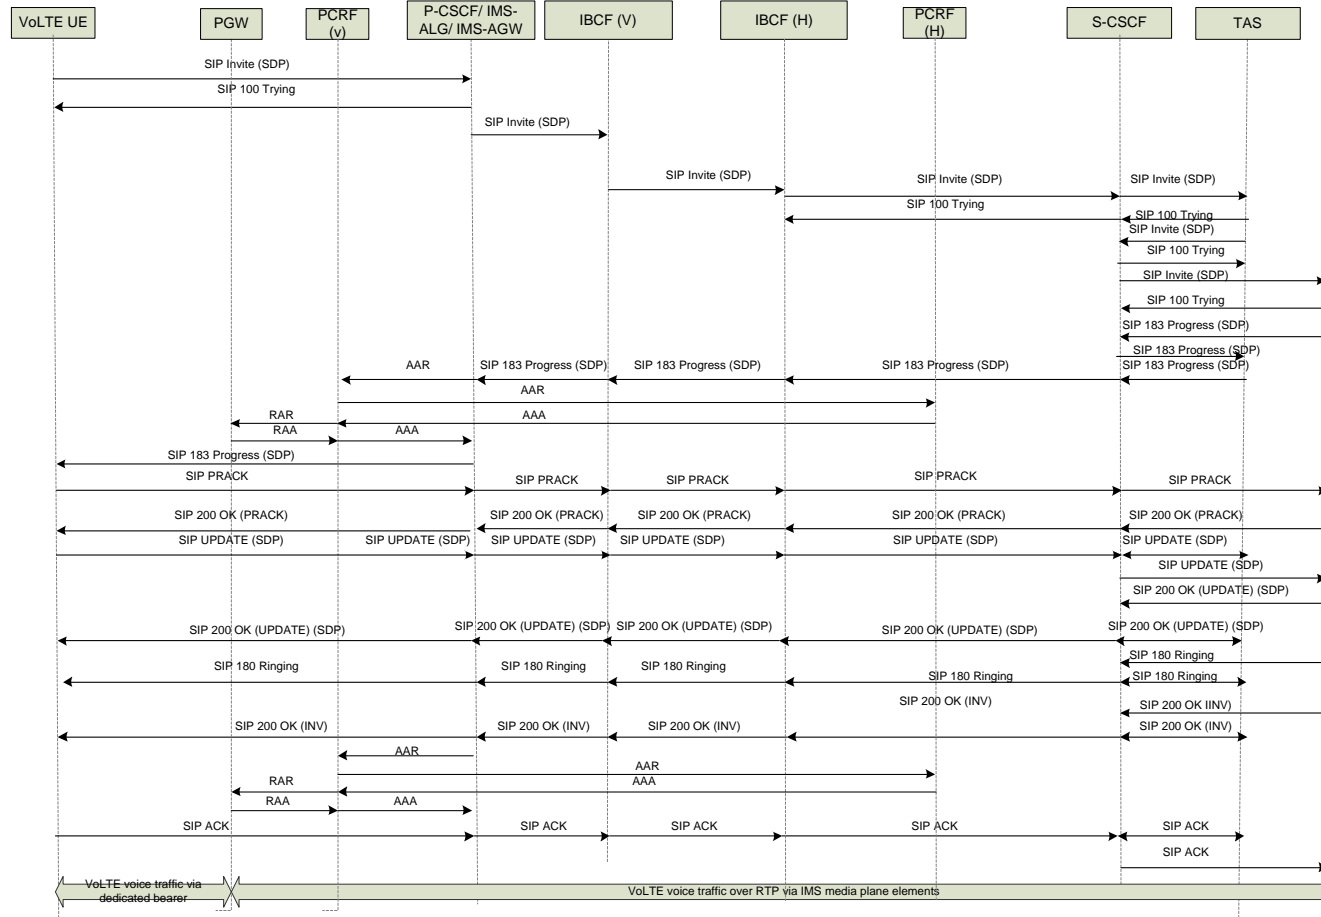 VoLTE UE
PGW
PCRF
(v)
P-CSCF/ IMS-
ALG/ IMS-AGW
IBCF (V)
IBCF (H)
PCRF
(H)
S-CSCF
TAS
SIP Invite (SDP)
SIP 100 Trying
SIP Invite (SDP)
SIP Invite (SDP)
SIP Invite (SDP)
SIP Invite (SDP)
SIP 100 Trying
SIP 100 Trying
SIP Invite (SDP)
SIP 100 Trying
SIP Invite (SDP)
SIP 100 Trying
SIP 183 Progress (SDP)
SIP 183 Progress (SDP)
AAR
SIP 183 Progress (SDP)
SIP 183 Progress (SDP)
SIP 183 Progress (SDP)
SIP 183 Progress (SDP)
AAR
RAR
AAA
RAA
AAA
SIP 183 Progress (SDP)
SIP PRACK
SIP PRACK
SIP PRACK
SIP PRACK
SIP PRACK
SIP 200 OK (PRACK)
SIP 200 OK (PRACK)
SIP 200 OK (PRACK)
SIP 200 OK (PRACK)
SIP 200 OK (PRACK)
SIP UPDATE (SDP)
SIP UPDATE (SDP)
SIP UPDATE (SDP)
SIP UPDATE (SDP)
SIP UPDATE (SDP)
SIP UPDATE (SDP)
SIP UPDATE (SDP)
SIP 200 OK (UPDATE) (SDP)
SIP 200 OK (UPDATE) (SDP)
SIP 200 OK (UPDATE) (SDP)
SIP 200 OK (UPDATE) (SDP)
SIP 200 OK (UPDATE) (SDP)
SIP 200 OK (UPDATE) (SDP)
SIP 180 Ringing
SIP 180 Ringing
SIP 180 Ringing
SIP 180 Ringing
SIP 180 Ringing
SIP 180 Ringing
SIP 200 OK (INV)
SIP 200 OK IINV)
SIP 200 OK (INV)
SIP 200 OK (INV)
SIP 200 OK (INV)
SIP 200 OK (INV)
AAR
AAR
RAR
AAA
RAA
AAA
SIP ACK
SIP ACK
SIP ACK
SIP ACK
SIP ACK
SIP ACK
VoLTE voice traffic via
dedicated bearer
VoLTE voice traffic over RTP via IMS media plane elements